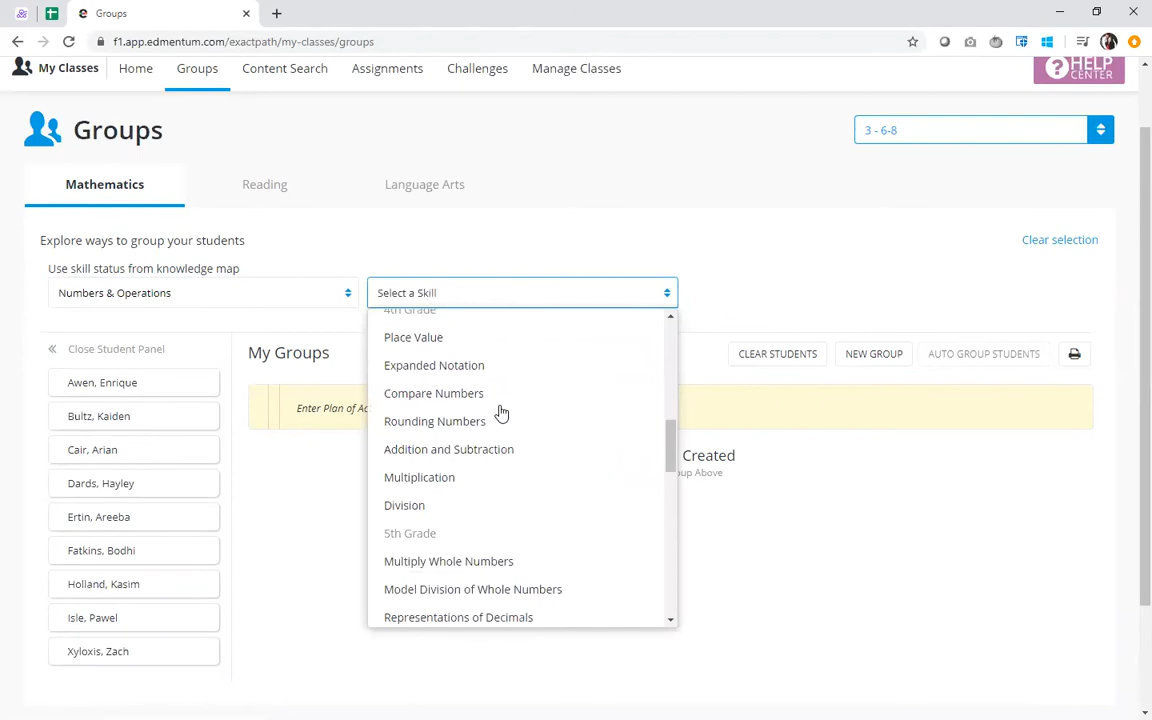 Groups
f1.app.edmentum.com/exactpath/my-classes/groups
My Classes
Home
Groups
Content Search
Assignments
Challenges
Manage Classes
HELP
CENTER
Groups
3 - 6-8
Mathematics
Reading
Language Arts
Explore ways to group your students
Clear selection
Use skill status from knowledge map
Numbers & Operations
Select a Skill
4th Grade
Place Value
Expanded Notation
Compare Numbers
Rounding Numbers
Addition and Subtraction
Multiplication
Division
5th Grade
Multiply Whole Numbers
Model Division of Whole Numbers
Representations of Decimals
Close Student Panel
Awen, Enrique
Bultz, Kaiden
Cair, Arian
Dards, Hayley
Ertin, Areeba
Fatkins, Bodhi
Holland, Kasim
Isle, Pawel
Xyloxis, Zach
My Groups
CLEAR STUDENTS
NEW GROUP
AUTO GROUP STUDENTS
Enter Plan of Ac
Created
up Above